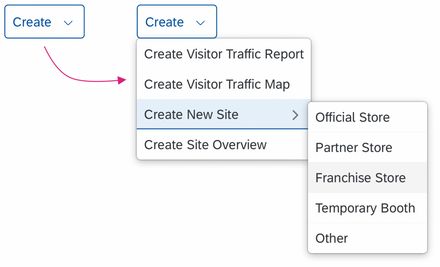 Create
Create
Create Visitor Traffic Report
Create Visitor Traffic Map
Create New Site
Create Site Overview
Official Store
Partner Store
Franchise Store
Temporary Booth
Other